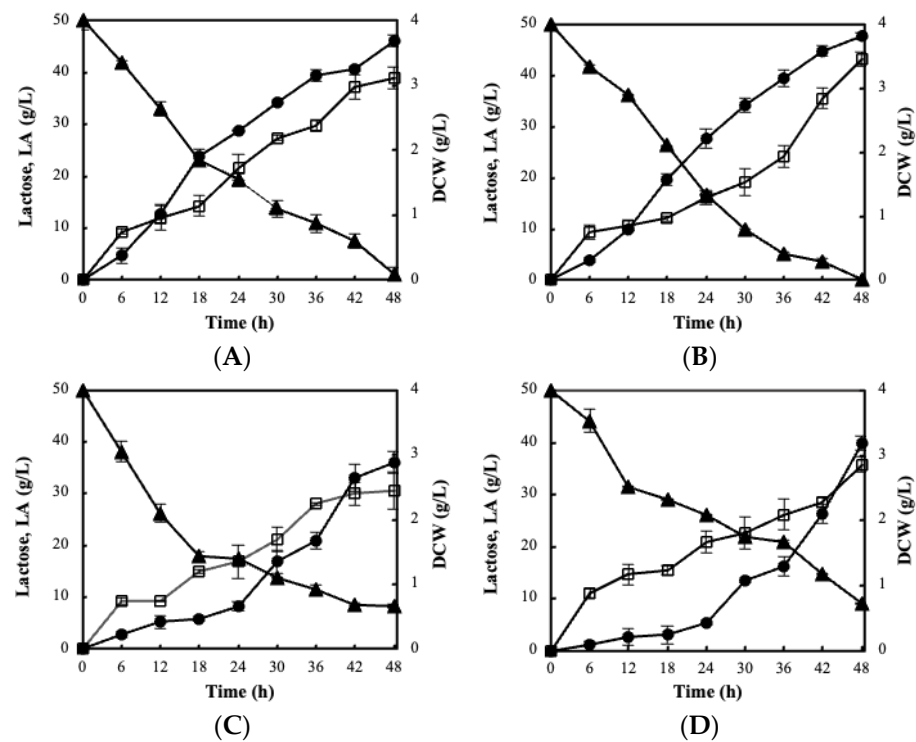 50 40 30 20 10 0
Lactose, LA (g/L)
4 3 2 1 0
DCW (g/L)
0 6 12 18 24 30 36 42 48
Time (h)
(A)
50 40 30 20 10 0
Lactose, LA (g/L)
4 3 2 1 0
DCW (g/L)
0 6 12 18 24 30 36 42 48
Time (h)
(B)
50 40 30 20 10 0
Lactose, LA (g/L)
4 3 2 1 0
DCW (g/L)
0 6 12 18 24 30 36 42 48
Time (h)
(C)
50 40 30 20 10 0
Lactose, LA (g/L)
4 3 2 1 0
DCW (g/L)
0 6 12 18 24 30 36 42 48
Time (h)
(D)